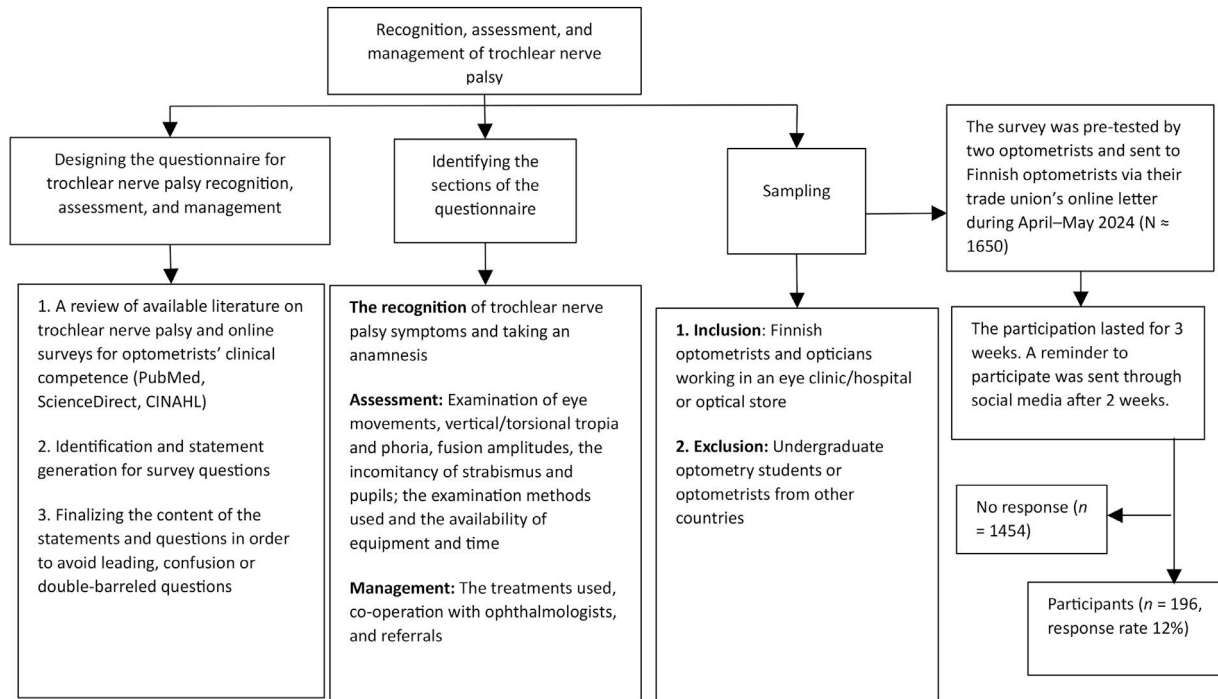 Recognition, assessment, and
management of trochlear nerve
palsy
Designing the questionnaire for
trochlear nerve palsy recognition,
assessment, and management
Identifying the
sections of the
questionnaire
Sampling
The survey was pre-tested by
two optometrists and sent to
Finnish optometrists via their
trade union’s online letter
during April–May 2024 (N ≈
1650)
1. A review of available literature on
trochlear nerve palsy and online
surveys for optometrists’ clinical
competence (PubMed,
ScienceDirect, CINAHL)
2. Identification and statement
generation for survey questions
3. Finalizing the content of the
statements and questions in order
to avoid leading, confusion or
double-barreled questions
The recognition of trochlear nerve
palsy symptoms and taking an
anamnesis
Assessment: Examination of eye
movements, vertical/torsional tropia
and phoria, fusion amplitudes, the
incomitancy of strabismus and
pupils; the examination methods
used and the availability of
equipment and time
Management: The treatments used,
co-operation with ophthalmologists,
and referrals
1. Inclusion: Finnish
optometrists and opticians
working in an eye clinic/hospital
or optical store
2. Exclusion: Undergraduate
optometry students or
optometrists from other
countries
The participation lasted for 3
weeks. A reminder to
participate was sent through
social media after 2 weeks.
No response (n
= 1454)
Participants (n = 196,
response rate 12%)